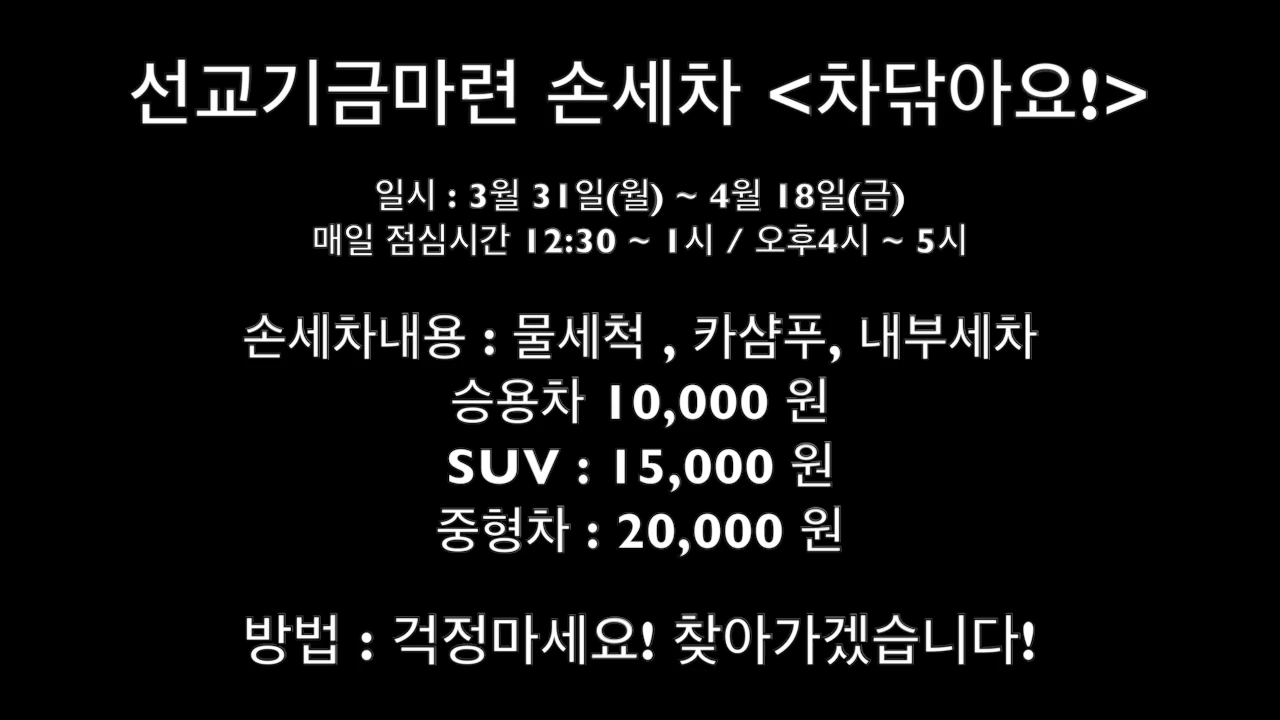 선교기금마련 손세차 <차닦아요!>
일시 : 3월 31일(월) ~ 4월 18일(금)
매일 점심시간 12:30 ~ 1시 / 오후4시 ~ 5시
손세차내용 : 물세척 , 카샴푸, 내부세차
승용차 10,000 원
SUV : 15,000 원
중형차 : 20,000 원
방법 : 걱정마세요! 찾아가겠습니다!